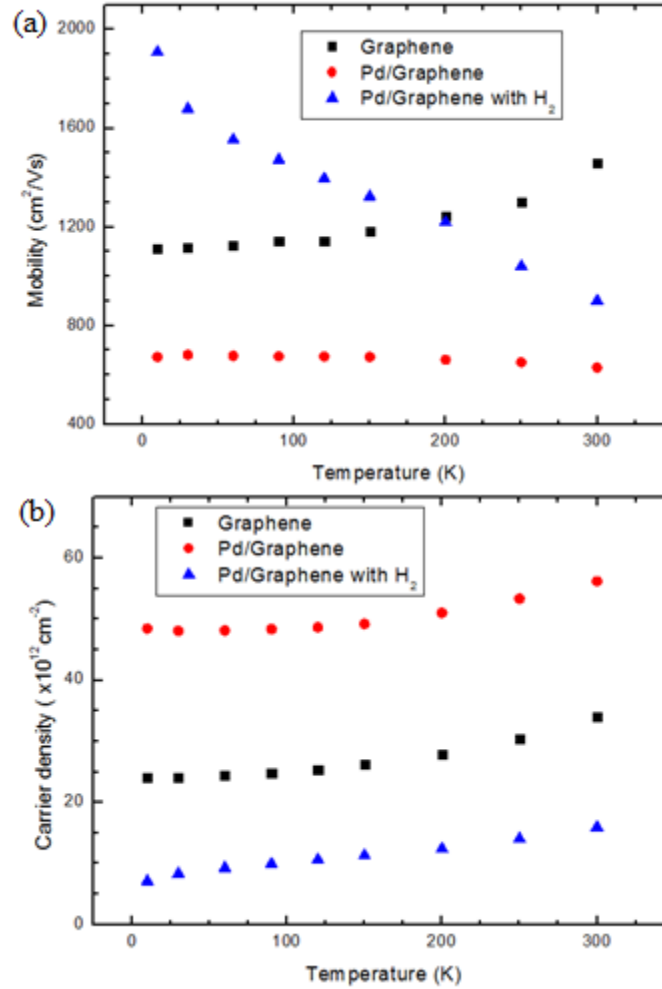 (a)
2000
1600
1200
800
400
Mobility (cm²/Vs)
Graphene
Pd/Graphene
Pd/Graphene with H₂
0 100 200 300
Temperature (K)
(b)
60
40
20
0
Carrier density ( x10¹² cm⁻²)
Graphene
Pd/Graphene
Pd/Graphene with H₂
0 100 200 300
Temperature (K)